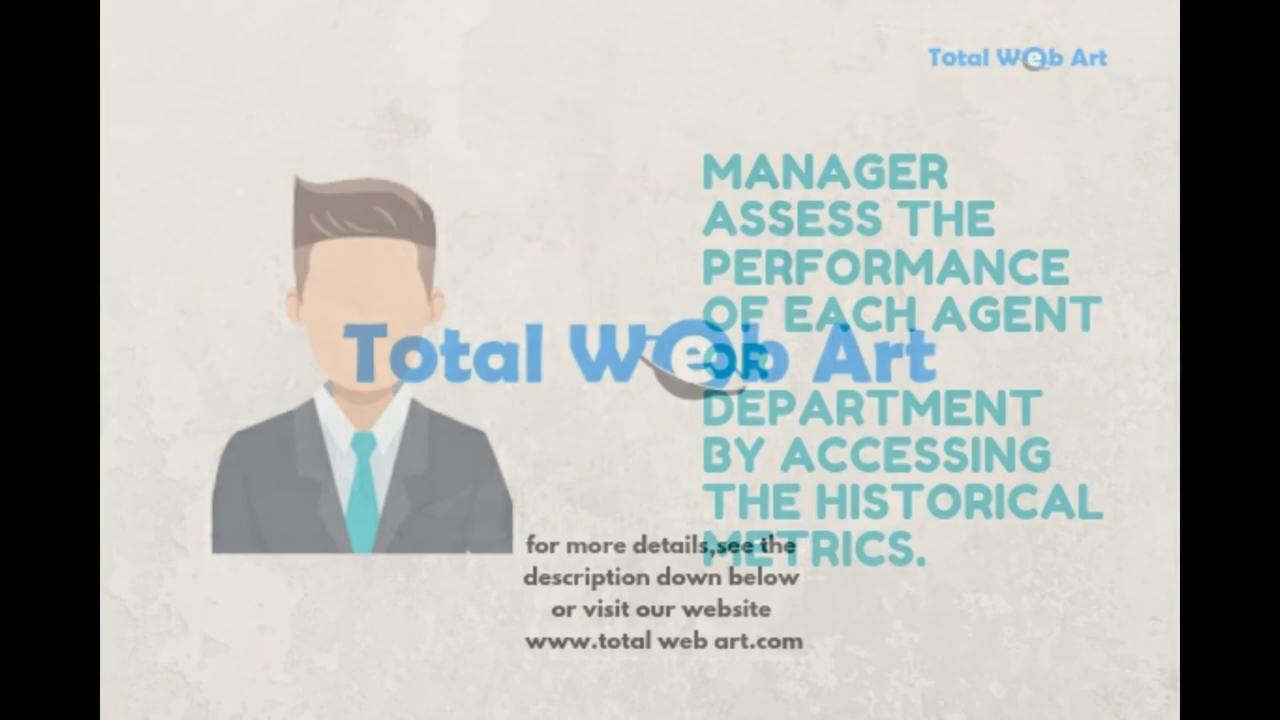 Total Web Art
MANAGER
ASSESS THE
PERFORMANCE
OF EACH AGENT
OR
DEPARTMENT
BY ACCESSING
THE HISTORICAL
METRICS.
Total Web Art
for more details,see the
description down below
or visit our website
www.total web art.com